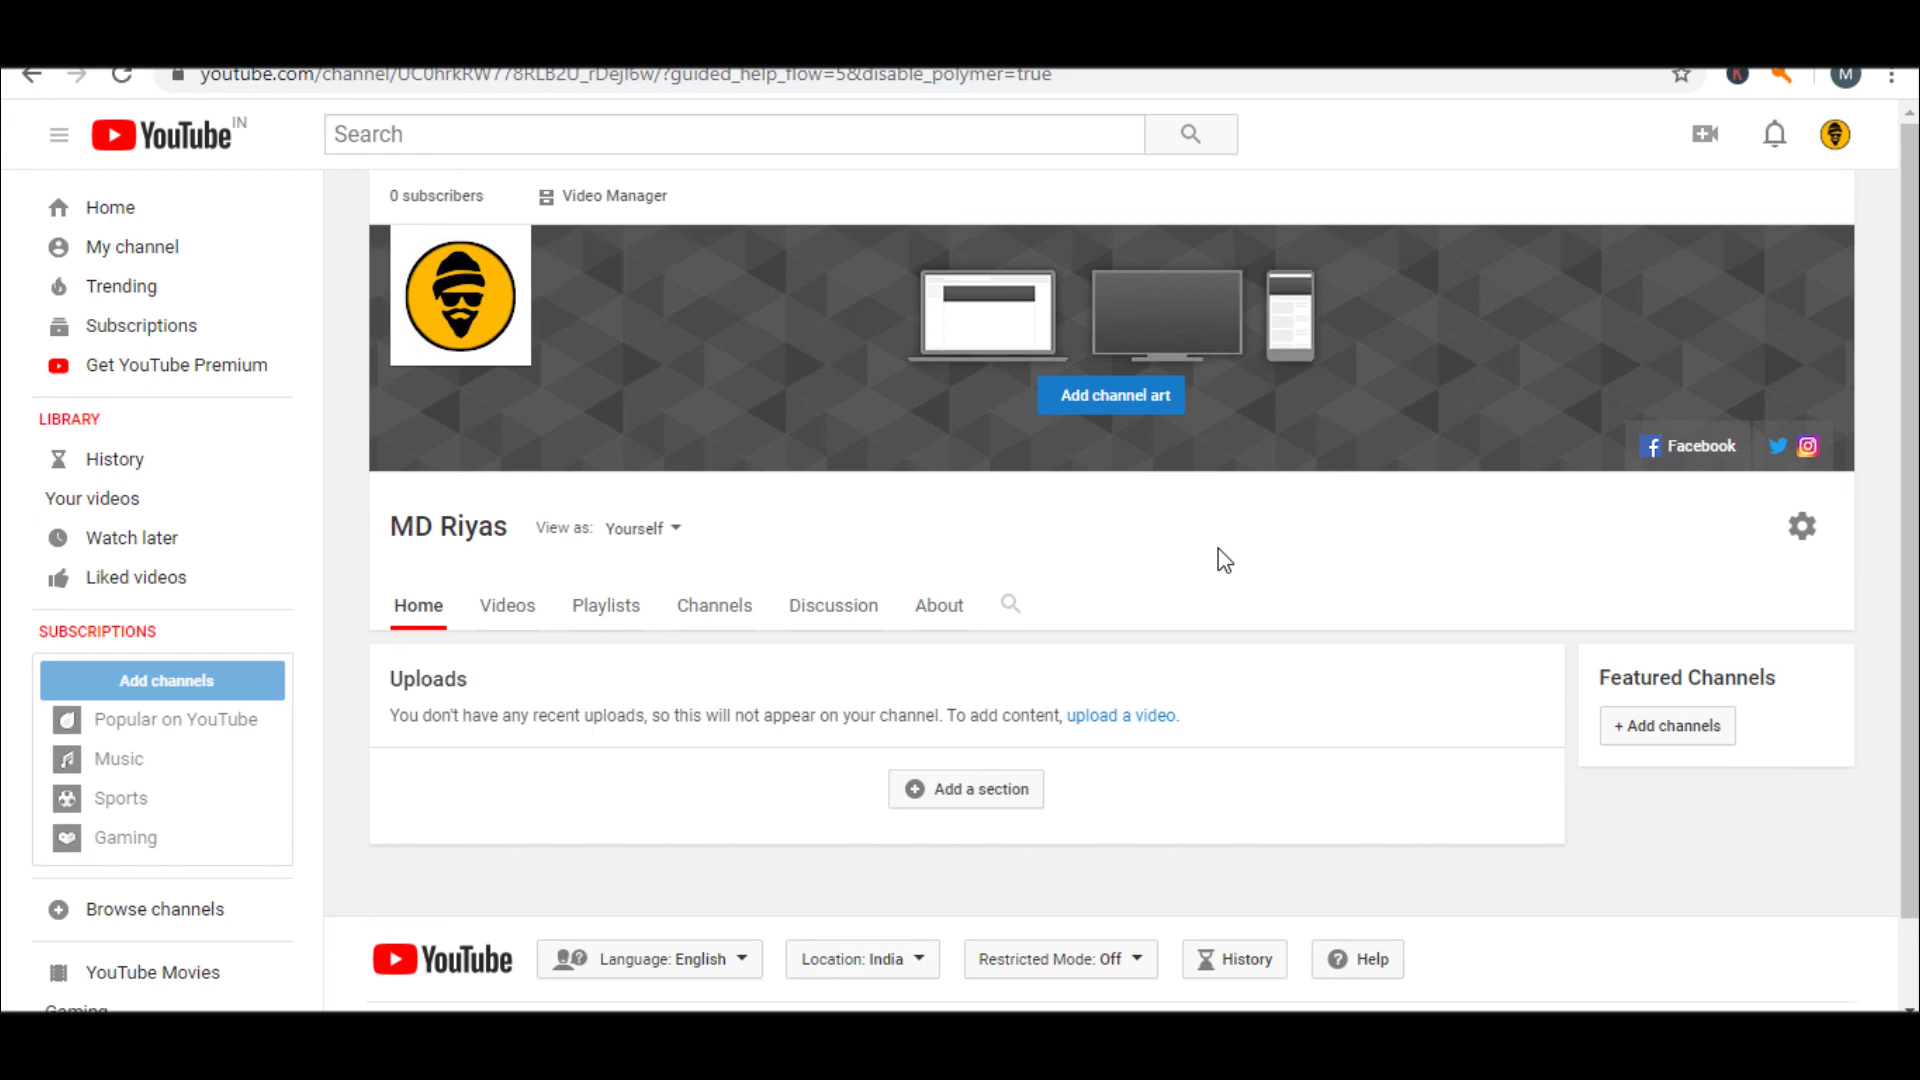 youtube.com/channel/UC0hrkRW778RLB2U_rDejI6w/?guided_help_flow=5&disable_polymer=true
K
M
YouTube IN
Search
Home
My channel
Trending
Subscriptions
Get YouTube Premium
LIBRARY
History
Your videos
Watch later
Liked videos
SUBSCRIPTIONS
Add channels
Popular on YouTube
Music
Sports
Gaming
Browse channels
YouTube Movies
Gaming
0 subscribers
Video Manager
Add channel art
Facebook
MD Riyas
View as: Yourself
Home
Videos
Playlists
Channels
Discussion
About
Uploads
You don't have any recent uploads, so this will not appear on your channel. To add content, upload a video.
Add a section
Featured Channels
+ Add channels
YouTube
Language: English
Location: India
Restricted Mode: Off
History
Help